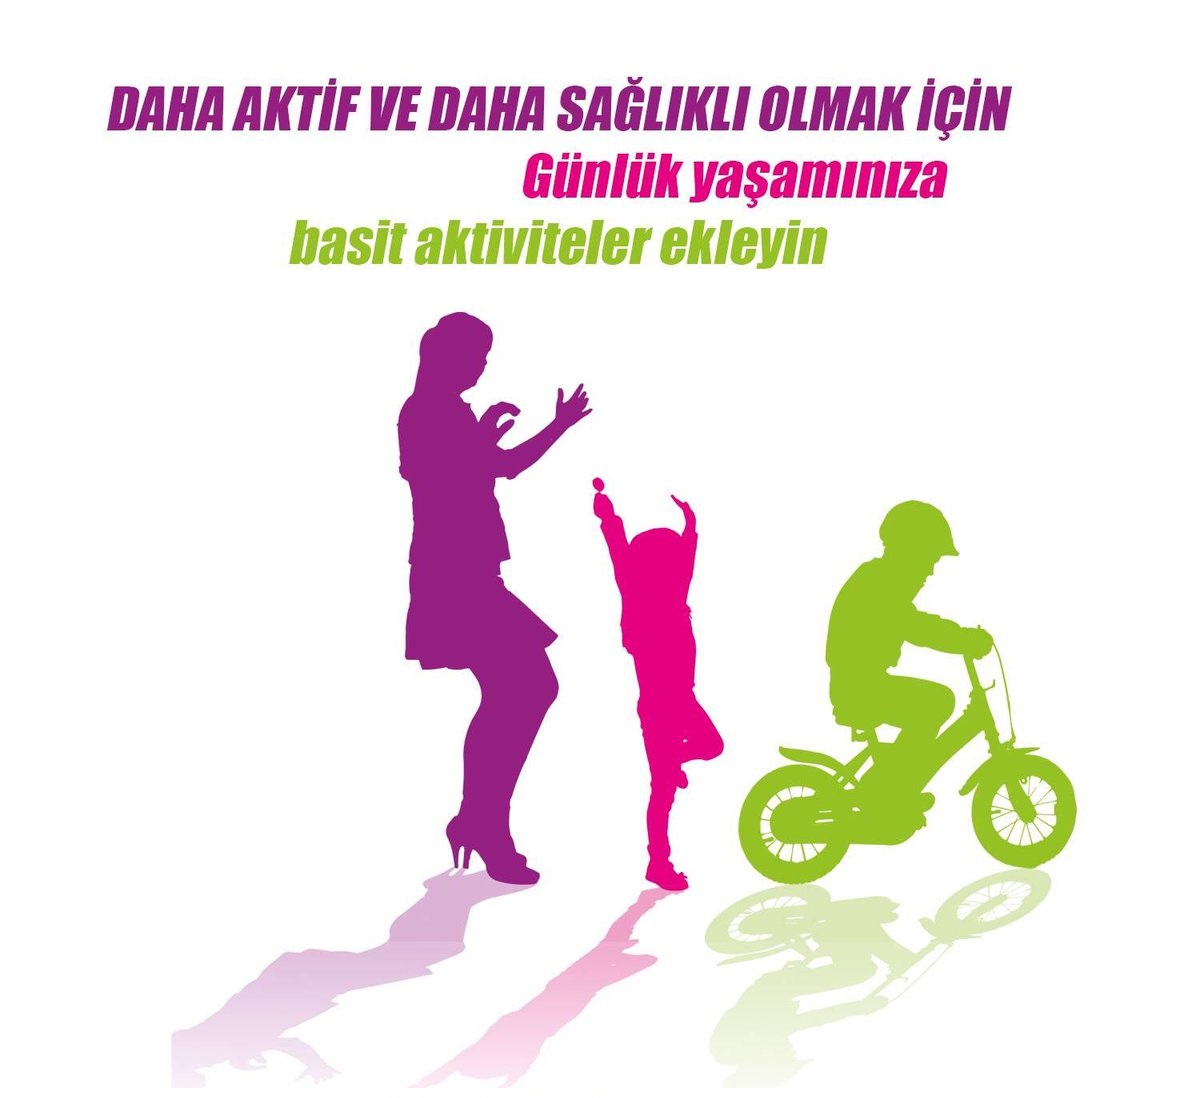 DAHA AKTİF VE DAHA SAĞLIKLI OLMAK İÇİN
Günlük yaşamınıza
basit aktiviteler ekleyin